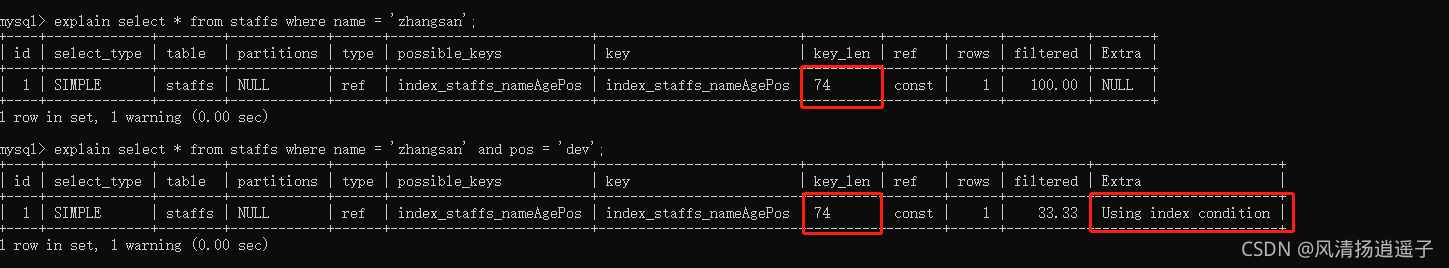 mysql> explain select * from staffs where name = 'zhangsan';
+----+-------------+--------+------------+------+-------------------------+-------------------------+---------+-------+------+----------+-------+
| id | select_type | table | partitions | type | possible_keys | key | key_len | ref | rows | filtered | Extra |
| 1 | SIMPLE | staffs | NULL | ref | index_staffs_nameAgePos | index_staffs_nameAgePos | 74 | const | 1 | 100.00 | NULL |
1 row in set, 1 warning (0.00 sec)
mysql> explain select * from staffs where name = 'zhangsan' and pos = 'dev';
| id | select_type | table | partitions | type | possible_keys | key | key_len | ref | rows | filtered | Extra |
| 1 | SIMPLE | staffs | NULL | ref | index_staffs_nameAgePos | index_staffs_nameAgePos | 74 | const | 1 | 33.33 | Using index condition |
1 row in set, 1 warning (0.00 sec)
CSDN @风清扬逍遥子